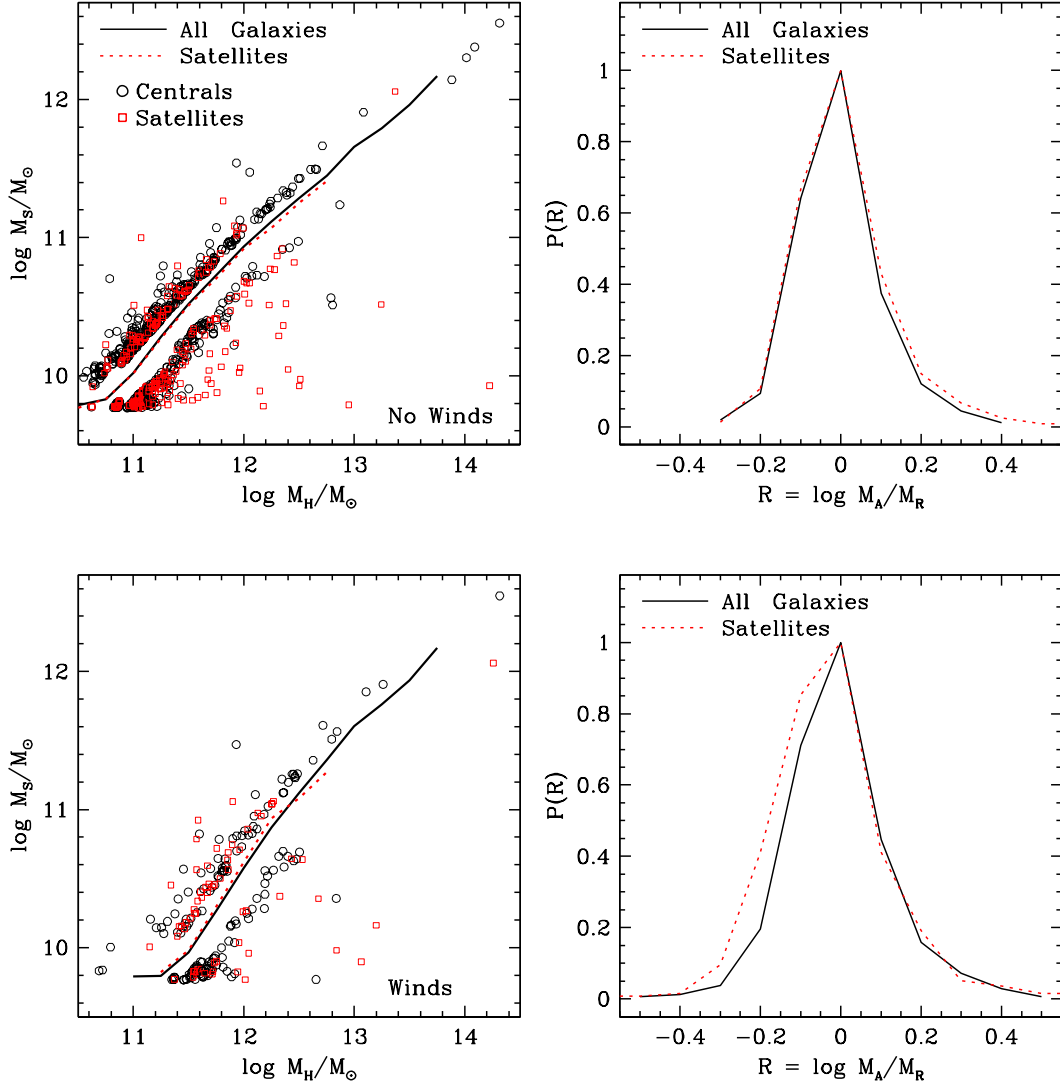 All Galaxies
Satellites
Centrals
Satellites
No Winds
12
11
10
log M_S/M_⊙
11 12 13 14
log M_H/M_⊙
All Galaxies
Satellites
1
0.8
0.6
0.4
0.2
0
P(R)
−0.4 −0.2 0 0.2 0.4
R = log M_A/M_R
12
11
10
log M_S/M_⊙
Winds
11 12 13 14
log M_H/M_⊙
All Galaxies
Satellites
1
0.8
0.6
0.4
0.2
0
P(R)
−0.4 −0.2 0 0.2 0.4
R = log M_A/M_R